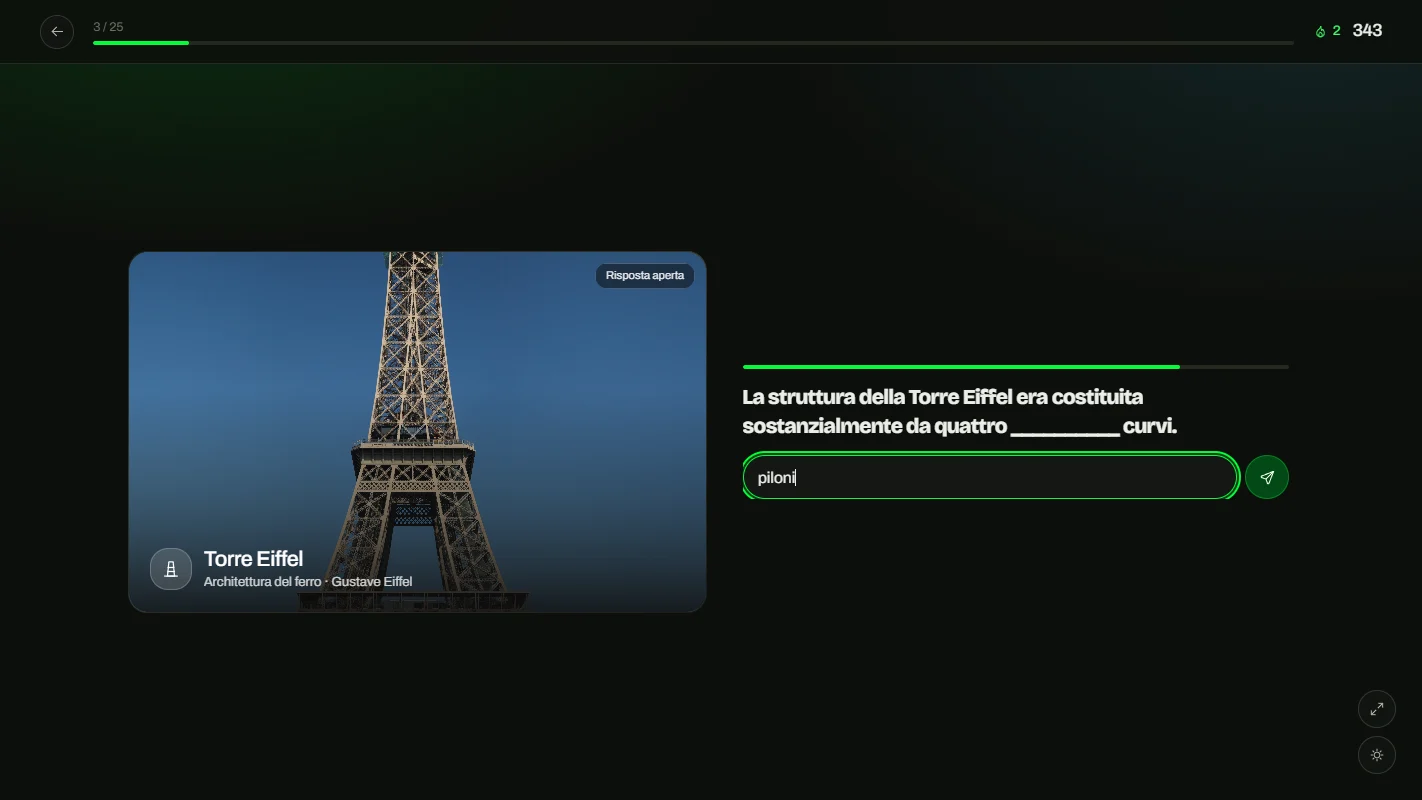 3 / 25
2 343
Risposta aperta
Torre Eiffel
Architettura del ferro · Gustave Eiffel
La struttura della Torre Eiffel era costituita
sostanzialmente da quattro __________ curvi.
piloni